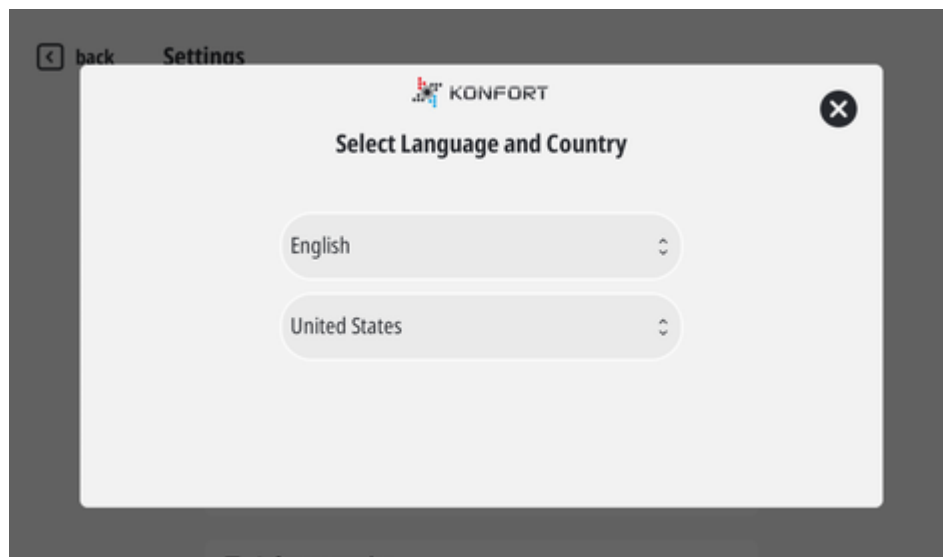 back Settings
KONFORT
Select Language and Country
English
United States